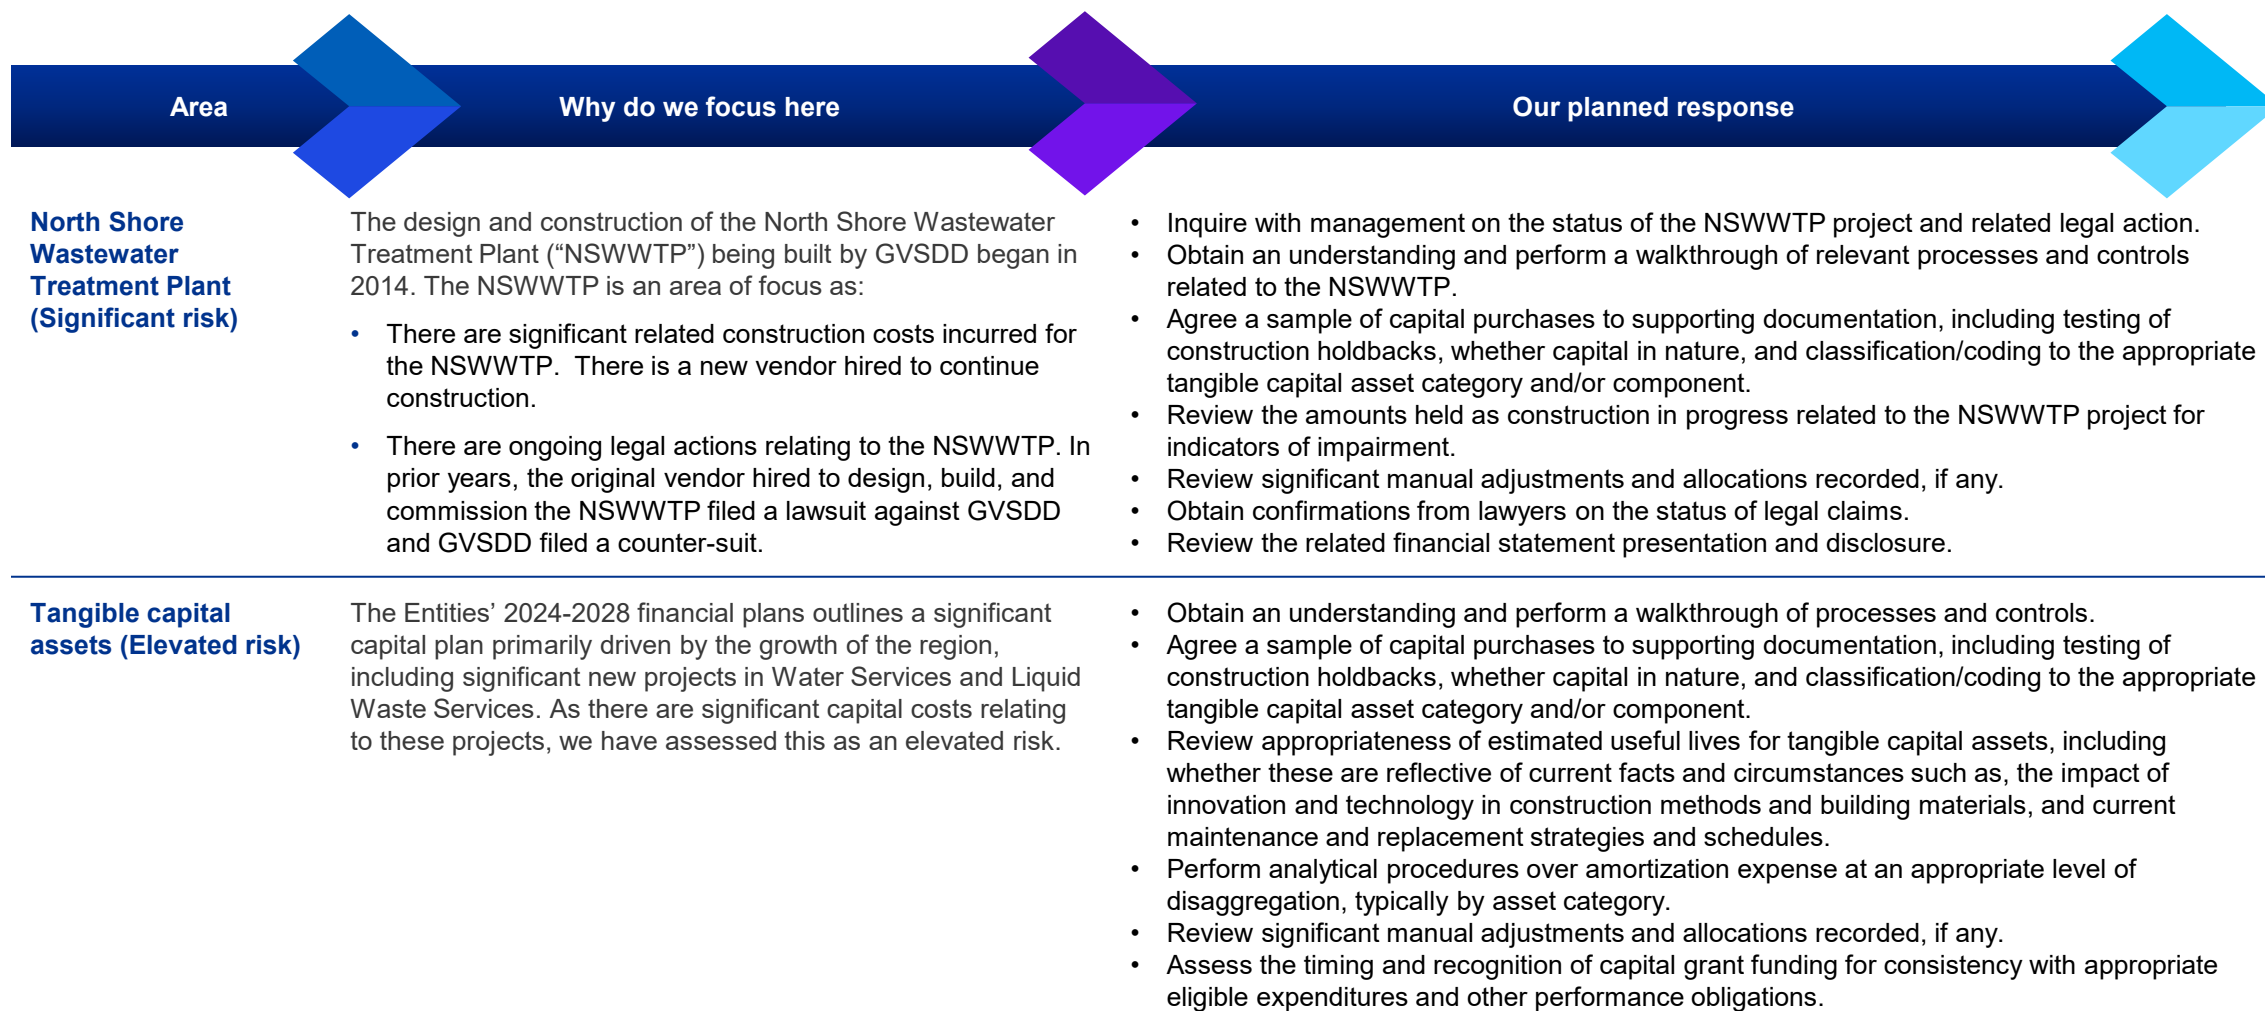 Area
Why do we focus here
Our planned response
North Shore
Wastewater
Treatment Plant
(Significant risk)
The design and construction of the North Shore Wastewater
Treatment Plant (“NSWWTP”) being built by GVSDD began in
2014. The NSWWTP is an area of focus as:
• There are significant related construction costs incurred for
the NSWWTP.  There is a new vendor hired to continue
construction.
• There are ongoing legal actions relating to the NSWWTP. In
prior years, the original vendor hired to design, build, and
commission the NSWWTP filed a lawsuit against GVSDD
and GVSDD filed a counter-suit.
• Inquire with management on the status of the NSWWTP project and related legal action.
• Obtain an understanding and perform a walkthrough of relevant processes and controls
related to the NSWWTP.
• Agree a sample of capital purchases to supporting documentation, including testing of
construction holdbacks, whether capital in nature, and classification/coding to the appropriate
tangible capital asset category and/or component.
• Review the amounts held as construction in progress related to the NSWWTP project for
indicators of impairment.
• Review significant manual adjustments and allocations recorded, if any.
• Obtain confirmations from lawyers on the status of legal claims.
• Review the related financial statement presentation and disclosure.
Tangible capital
assets (Elevated risk)
The Entities’ 2024-2028 financial plans outlines a significant
capital plan primarily driven by the growth of the region,
including significant new projects in Water Services and Liquid
Waste Services. As there are significant capital costs relating
to these projects, we have assessed this as an elevated risk.
• Obtain an understanding and perform a walkthrough of processes and controls.
• Agree a sample of capital purchases to supporting documentation, including testing of
construction holdbacks, whether capital in nature, and classification/coding to the appropriate
tangible capital asset category and/or component.
• Review appropriateness of estimated useful lives for tangible capital assets, including
whether these are reflective of current facts and circumstances such as, the impact of
innovation and technology in construction methods and building materials, and current
maintenance and replacement strategies and schedules.
• Perform analytical procedures over amortization expense at an appropriate level of
disaggregation, typically by asset category.
• Review significant manual adjustments and allocations recorded, if any.
• Assess the timing and recognition of capital grant funding for consistency with appropriate
eligible expenditures and other performance obligations.